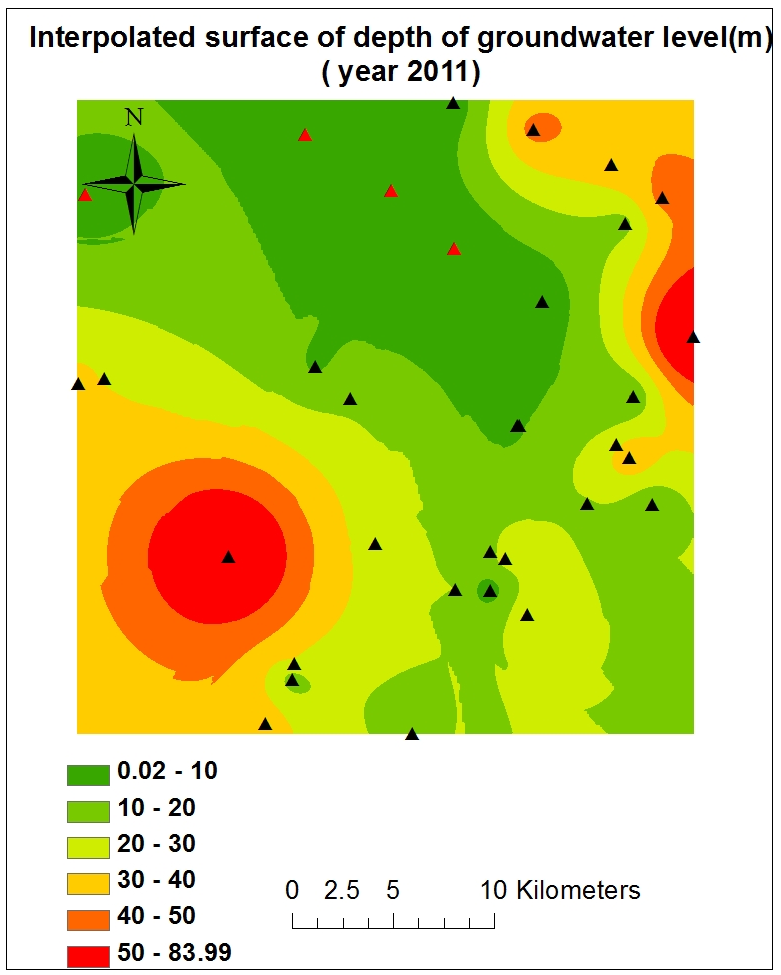 Interpolated surface of depth of groundwater level(m)
( year 2011)
N
0.02 - 10
10 - 20
20 - 30
30 - 40
40 - 50
50 - 83.99
0 2.5 5 10 Kilometers